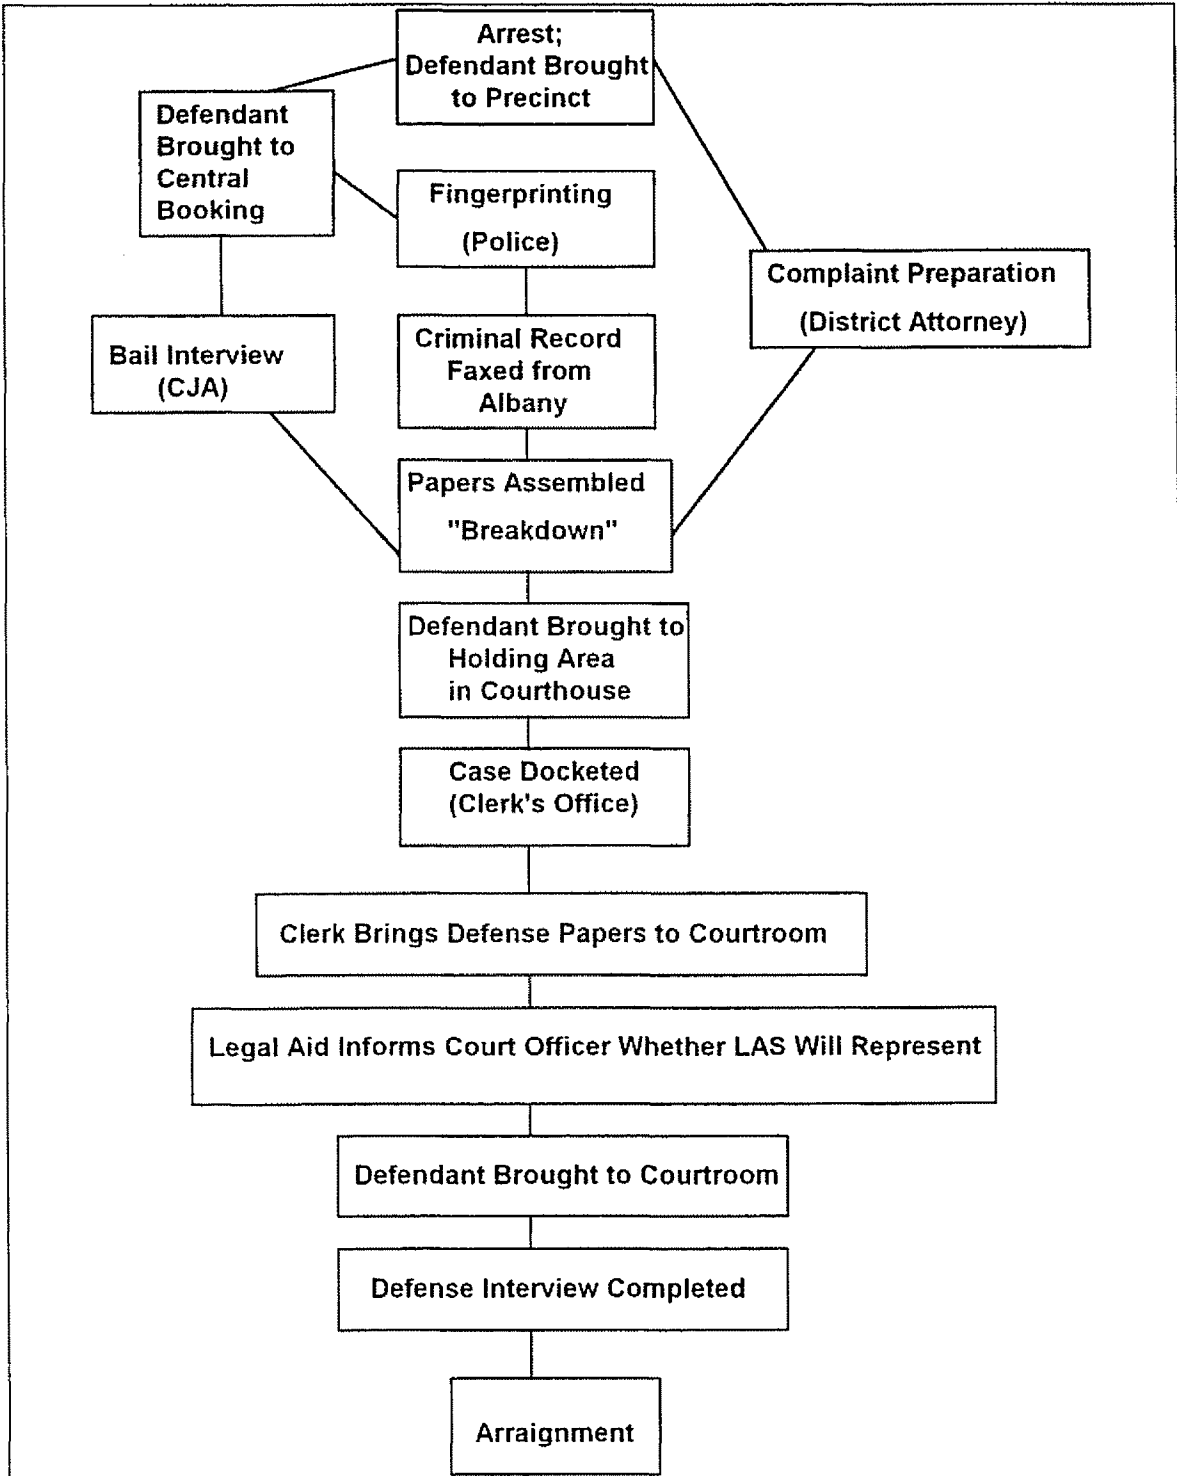 Arrest;
Defendant Brought
to Precinct
Defendant
Brought to
Central
Booking
Fingerprinting
(Police)
Complaint Preparation
(District Attorney)
Bail Interview
(CJA)
Criminal Record
Faxed from
Albany
Papers Assembled
"Breakdown"
Defendant Brought to
Holding Area
in Courthouse
Case Docketed
(Clerk's Office)
Clerk Brings Defense Papers to Courtroom
Legal Aid Informs Court Officer Whether LAS Will Represent
Defendant Brought to Courtroom
Defense Interview Completed
Arraignment